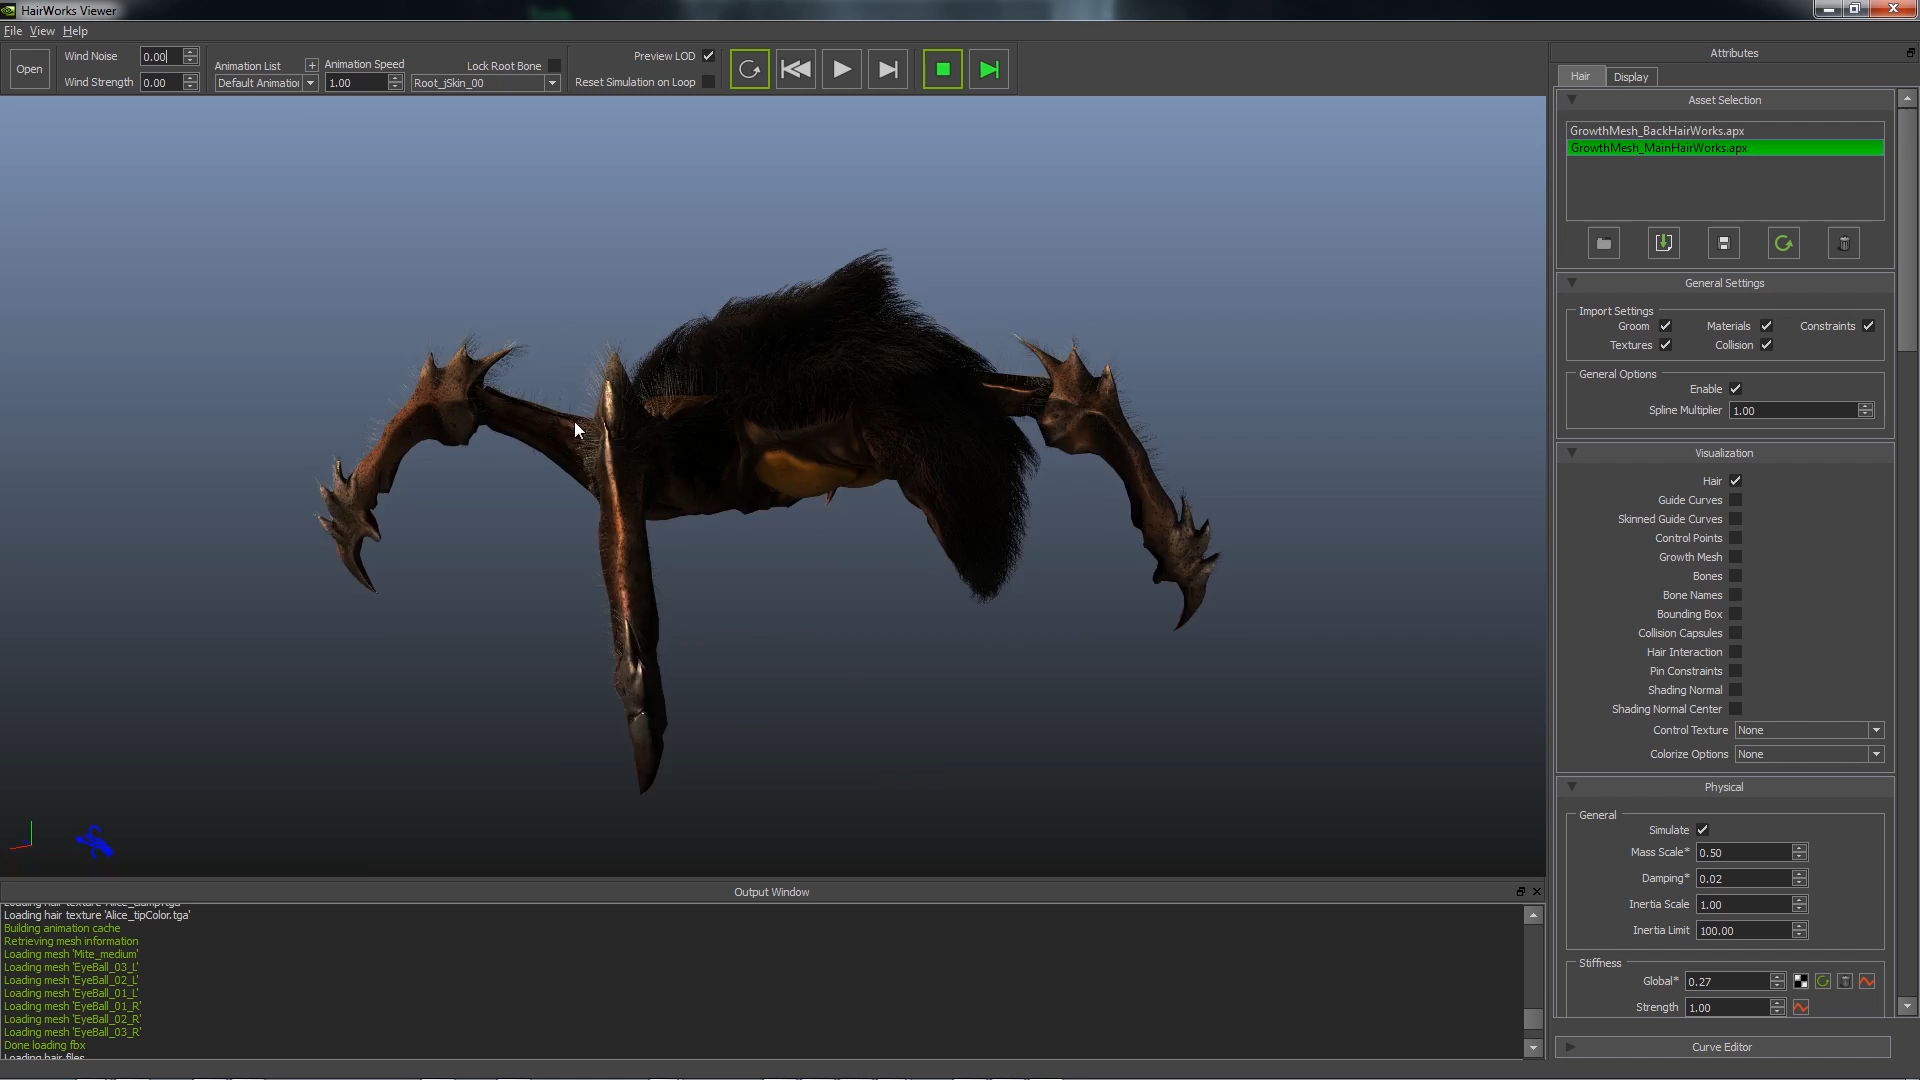 HairWorks Viewer
File View Help
Open
Wind Noise 0.00
Wind Strength 0.00
Animation List +
Default Animation
Animation Speed
1.00
Lock Root Bone
Root_jSkin_00
Preview LOD
Reset Simulation on Loop
Attributes
Hair Display
Asset Selection
GrowthMesh_BackHairWorks.apx
GrowthMesh_MainHairWorks.apx
General Settings
Import Settings
Groom Materials Constraints
Textures Collision
General Options
Enable
Spline Multiplier 1.00
Visualization
Hair
Guide Curves
Skinned Guide Curves
Control Points
Growth Mesh
Bones
Bone Names
Bounding Box
Collision Capsules
Hair Interaction
Pin Constraints
Shading Normal
Shading Normal Center
Control Texture None
Colorize Options None
Physical
General
Simulate
Mass Scale* 0.50
Damping* 0.02
Inertia Scale 1.00
Inertia Limit 100.00
Stiffness
Global* 0.27
Strength 1.00
Curve Editor
Output Window
Loading hair texture 'Alice_tipColor.tga'
Building animation cache
Retrieving mesh information
Loading mesh 'Mite_medium'
Loading mesh 'EyeBall_03_L'
Loading mesh 'EyeBall_02_L'
Loading mesh 'EyeBall_01_L'
Loading mesh 'EyeBall_01_R'
Loading mesh 'EyeBall_02_R'
Loading mesh 'EyeBall_03_R'
Done loading fbx
Loading hair files